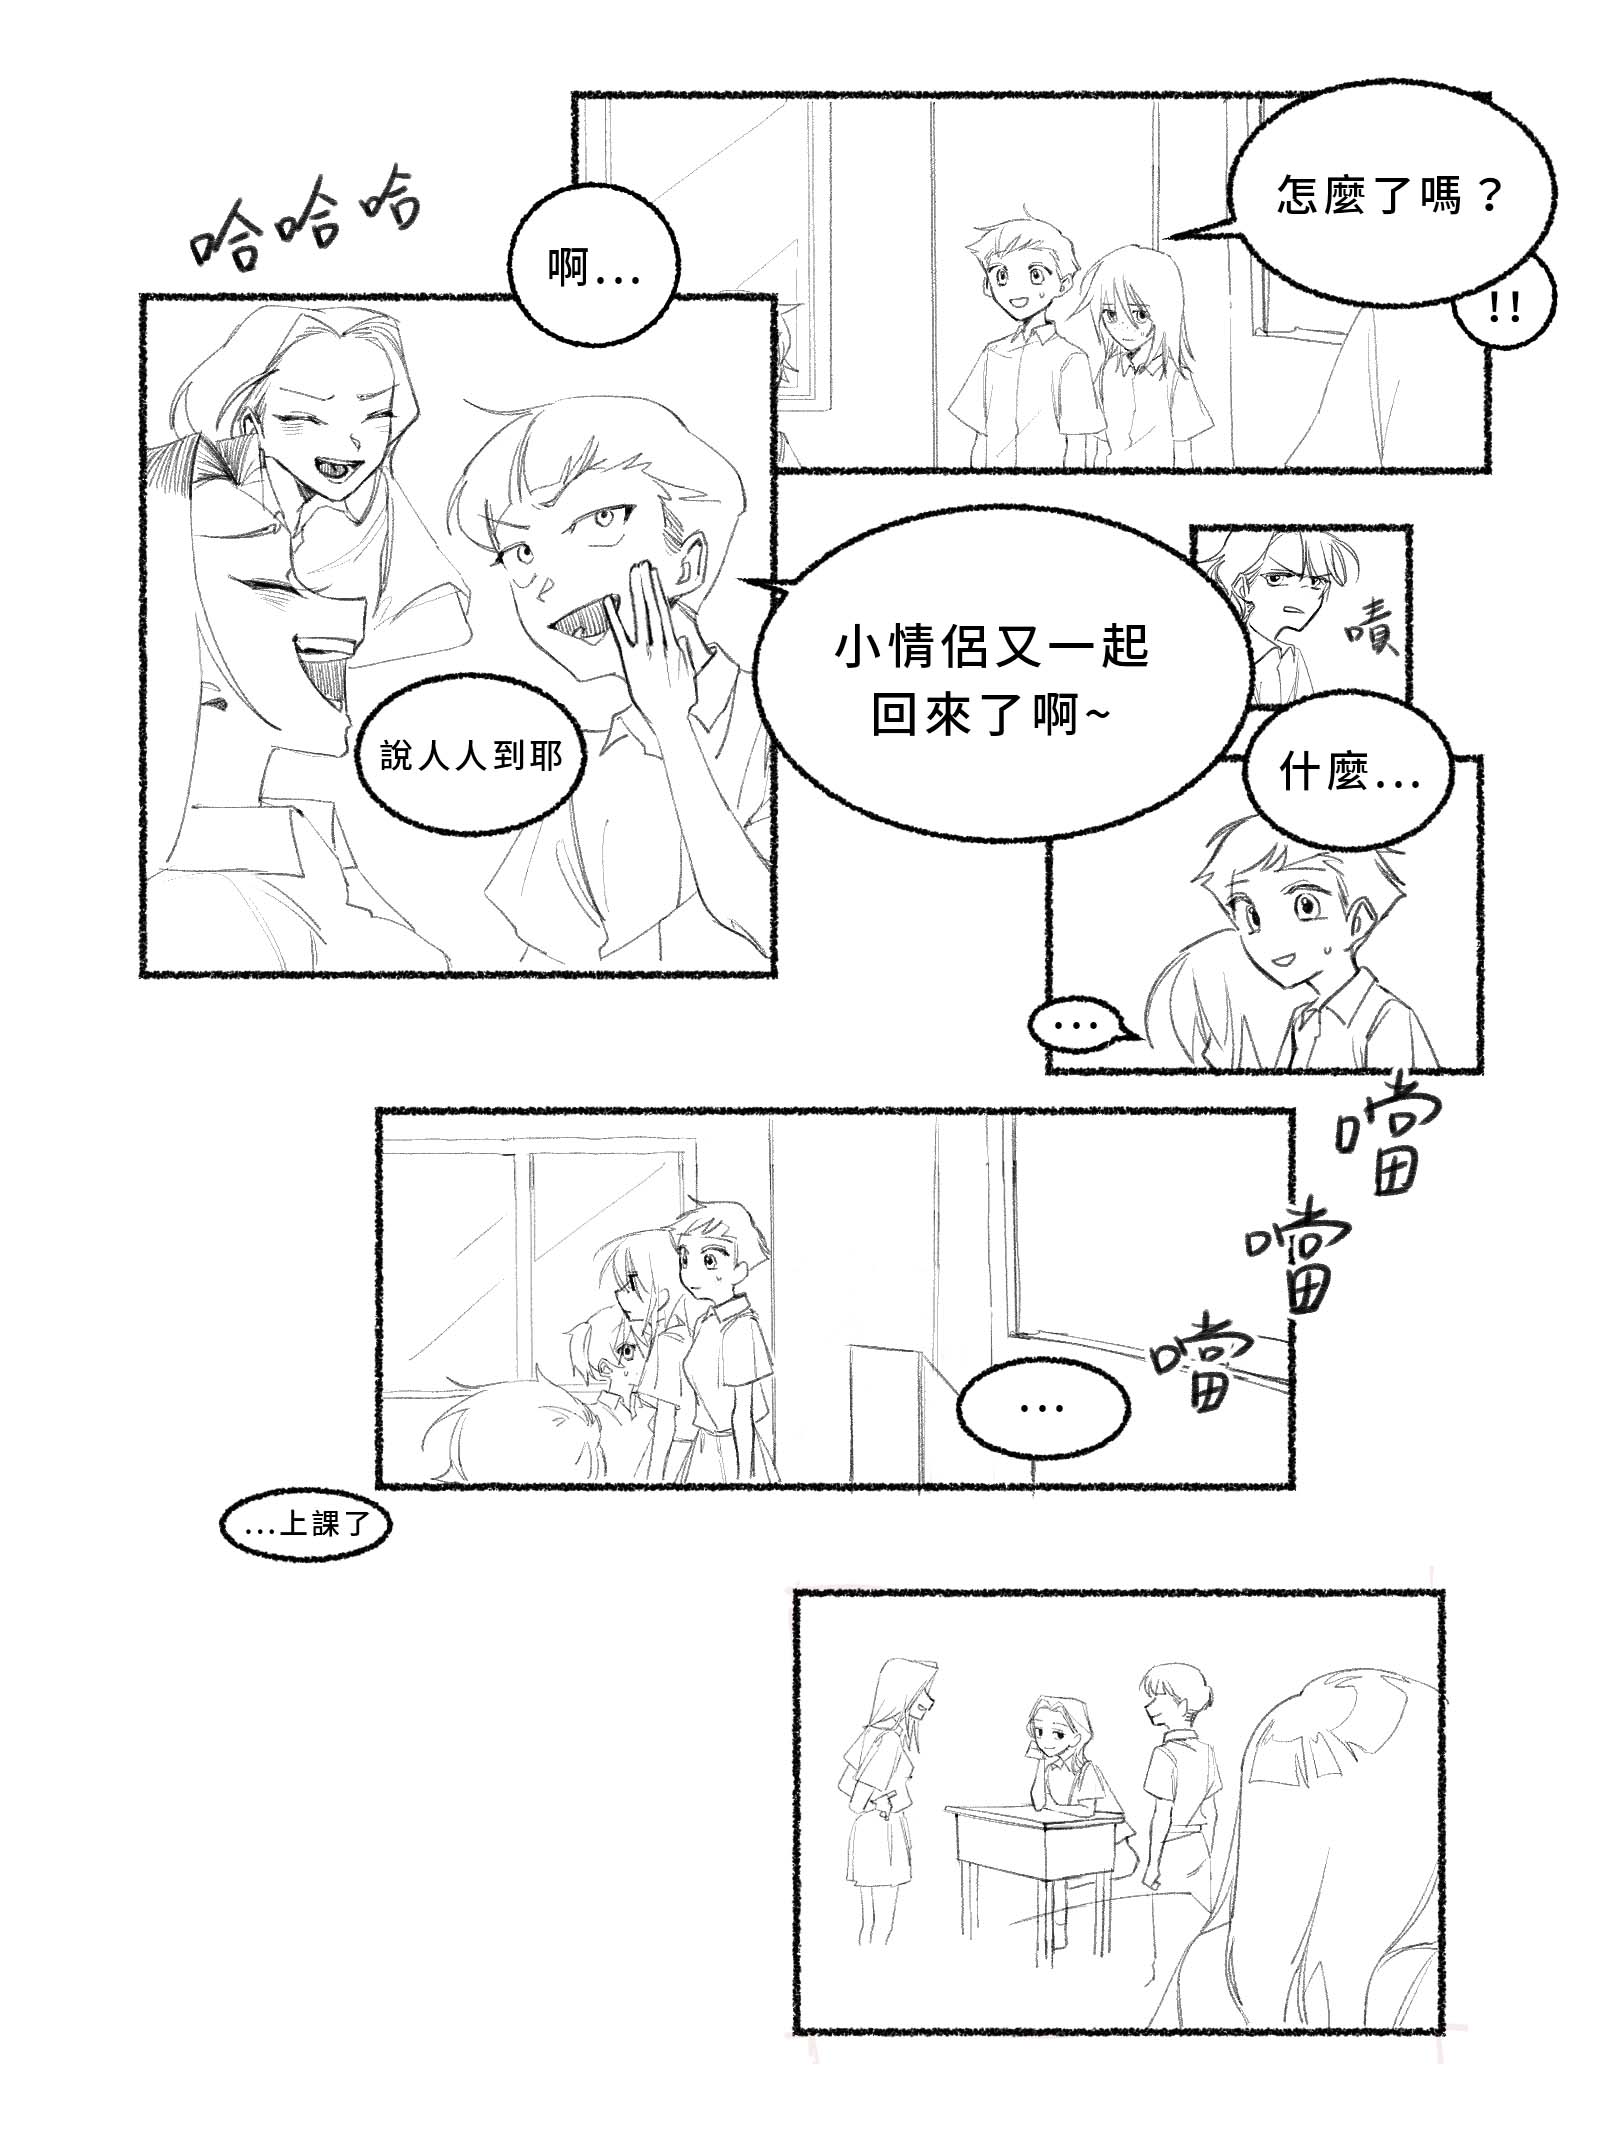 怎麼了嗎？
!!
啊...
哈哈哈
小情侶又一起
回來了啊~
說人人到耶
嘖
什麼...
...
噹
噹
噹
...
...上課了